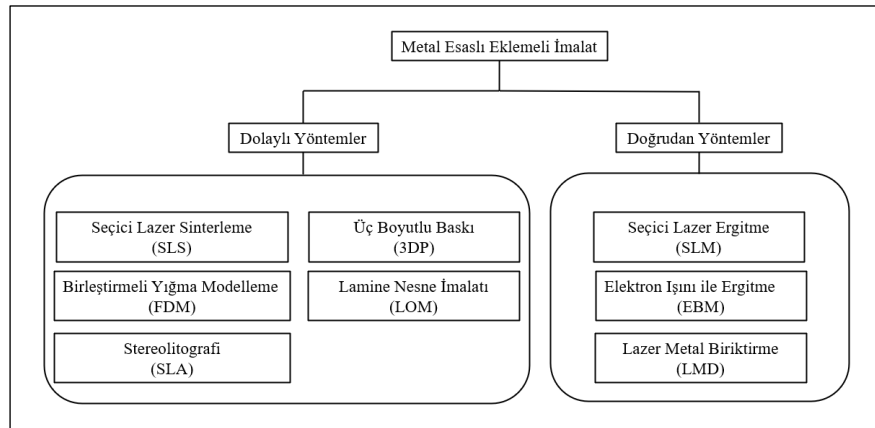 Metal Esaslı Eklemeli İmalat
Dolaylı Yöntemler
Doğrudan Yöntemler
Seçici Lazer Sinterleme
(SLS)
Üç Boyutlu Baskı
(3DP)
Birleştirmeli Yığma Modelleme
(FDM)
Lamine Nesne İmalatı
(LOM)
Stereolitografi
(SLA)
Seçici Lazer Ergitme
(SLM)
Elektron Işını ile Ergitme
(EBM)
Lazer Metal Biriktirme
(LMD)